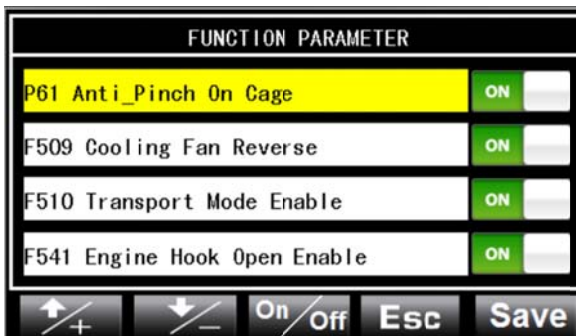 FUNCTION PARAMETER
P61 Anti_Pinch On Cage ON
F509 Cooling Fan Reverse ON
F510 Transport Mode Enable ON
F541 Engine Hook Open Enable ON
↑/+ ↓/− On/Off Esc Save